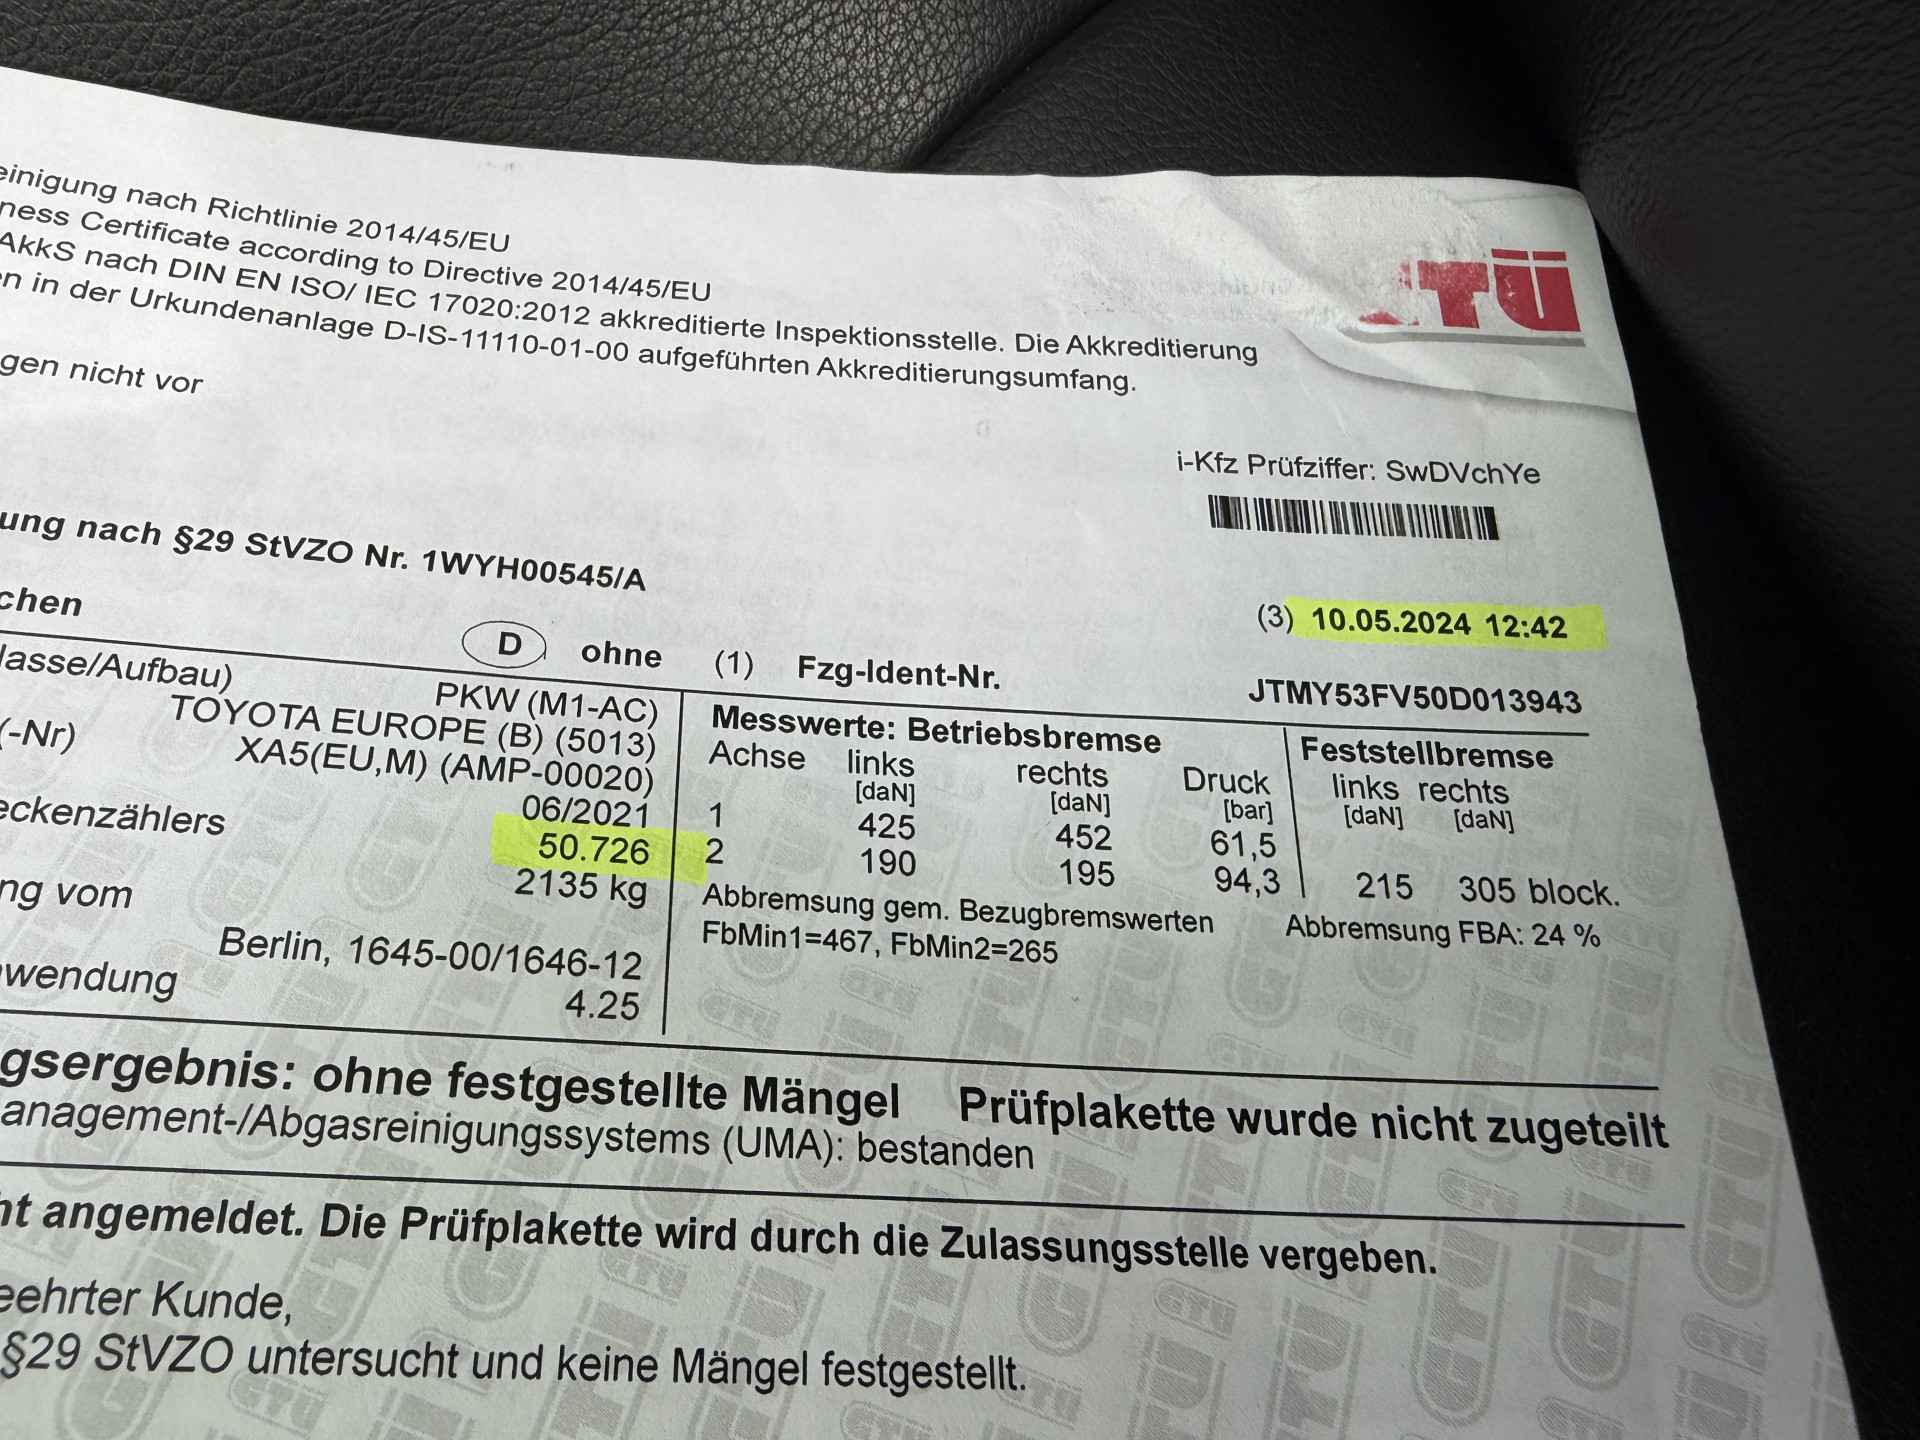 einigung nach Richtlinie 2014/45/EU
ness Certificate according to Directive 2014/45/EU
AkkS nach DIN EN ISO/ IEC 17020:2012 akkreditierte Inspektionsstelle. Die Akkreditierung
n in der Urkundenanlage D-IS-11110-01-00 aufgeführten Akkreditierungsumfang.
gen nicht vor
TÜ
i-Kfz Prüfziffer: SwDVchYe
ung nach §29 StVZO Nr. 1WYH00545/A
(3) 10.05.2024 12:42
chen
D ohne (1) Fzg-Ident-Nr. JTMY53FV50D013943
lasse/Aufbau) PKW (M1-AC)
TOYOTA EUROPE (B) (5013)
(-Nr) XA5(EU,M) (AMP-00020)
06/2021
eckenzählers 50.726
2135 kg
ng vom
Berlin, 1645-00/1646-12
wendung 4.25
Messwerte: Betriebsbremse
Achse links rechts Druck
[daN] [daN] [bar]
1 425 452 61,5
2 190 195 94,3
Abbremsung gem. Bezugbremswerten
FbMin1=467, FbMin2=265
Feststellbremse
links rechts
[daN] [daN]
215 305 block.
Abbremsung FBA: 24 %
gsergebnis: ohne festgestellte Mängel Prüfplakette wurde nicht zugeteilt
anagement-/Abgasreinigungssystems (UMA): bestanden
ht angemeldet. Die Prüfplakette wird durch die Zulassungsstelle vergeben.
eehrter Kunde,
§29 StVZO untersucht und keine Mängel festgestellt.